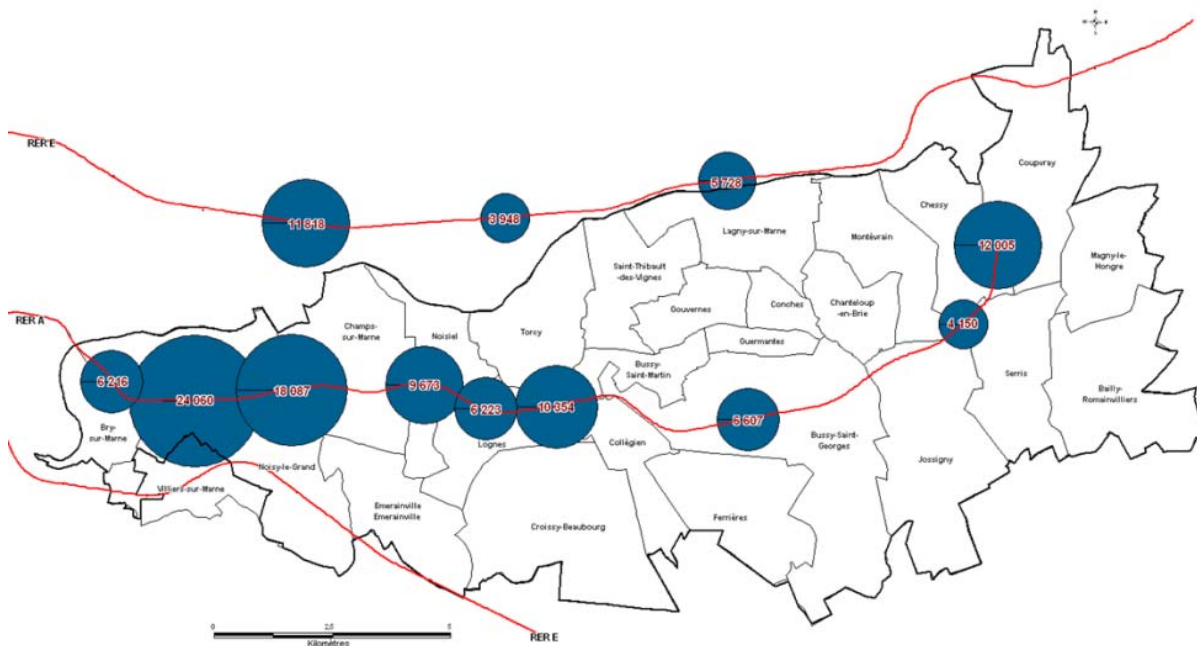 RER E
11 818
3 948
5 728
Coupvray
Chessy
12 005
Lagny-sur-Marne
Montévrain
Magny-le-
Hongre
Saint-Thibault
-des-Vignes
Gouvernes
Conches
Chanteloup
-en-Brie
RER A
Champs-
sur-Marne
Noisiel
Torcy
Guermantes
4 150
Bussy-
Saint-Martin
Serris
Bailly-
Romainvilliers
6 216
24 060
18 087
9 673
6 223
10 354
6 607
Bry-
sur-Marne
Lognes
Collégien
Bussy-Saint-
Georges
Jossigny
Noisy-le-Grand
Villiers-sur-Marne
Emerainville
Emerainville
Croissy-Beaubourg
Ferrières
0 2,5 5
Kilomètres
RER E